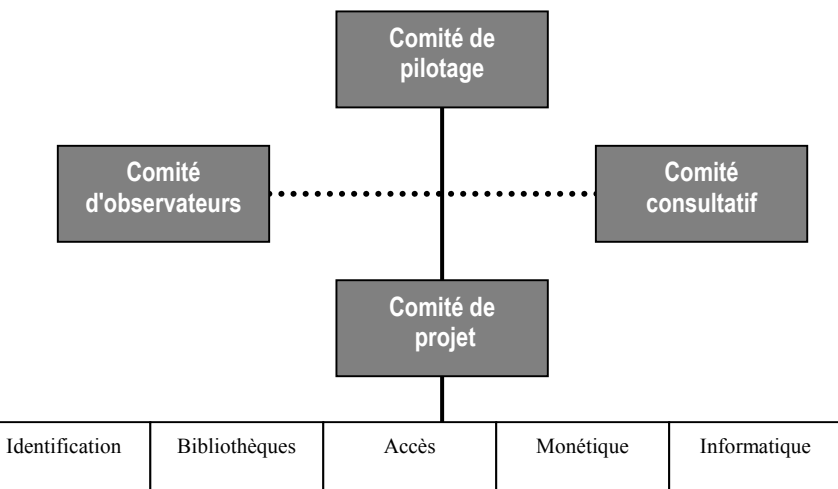 Comité de
pilotage
Comité
d'observateurs
Comité
consultatif
Comité de
projet
Identification
Bibliothèques
Accès
Monétique
Informatique